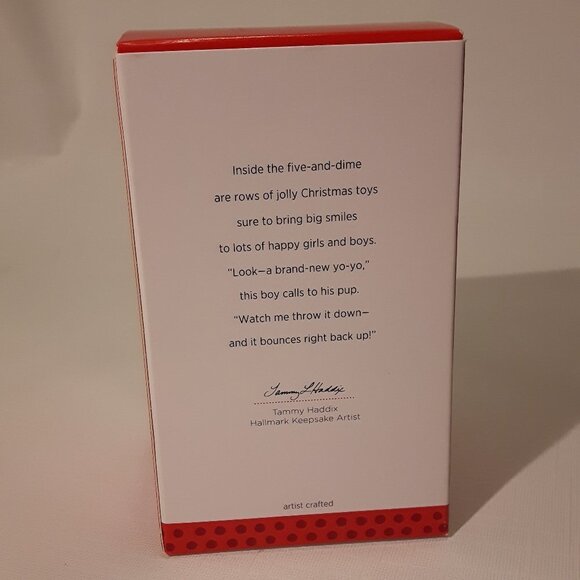 Inside the five-and-dime
are rows of jolly Christmas toys
sure to bring big smiles
to lots of happy girls and boys.
“Look—a brand-new yo-yo,”
this boy calls to his pup.
“Watch me throw it down—
and it bounces right back up!”
Tammy L Haddix
Tammy Haddix
Hallmark Keepsake Artist
artist crafted